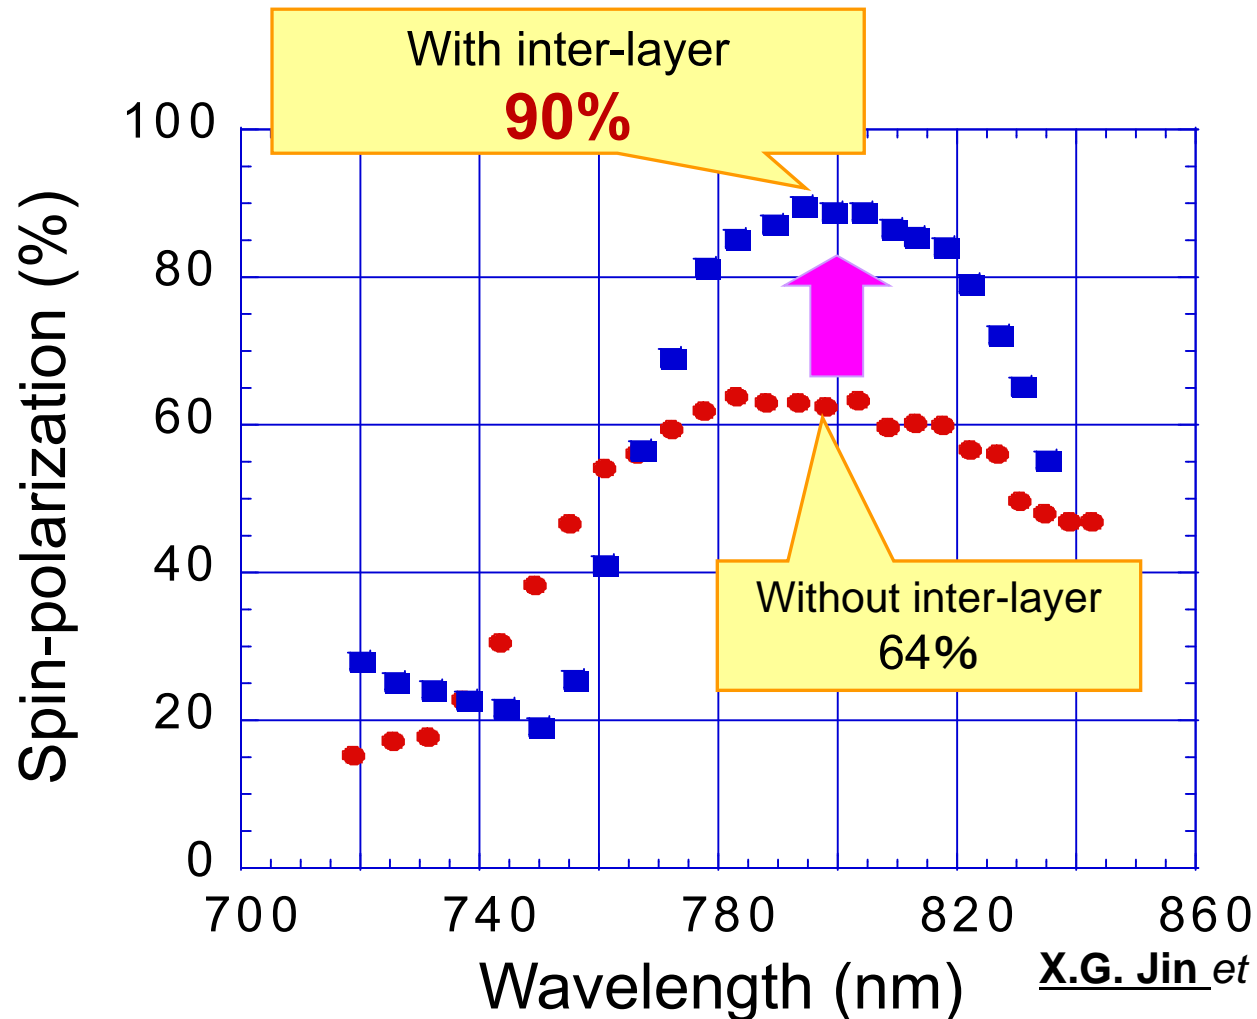 With inter-layer
90%
100
80
60
40
20
0
Spin-polarization (%)
Without inter-layer
64%
700 740 780 820 860
Wavelength (nm)
X.G. Jin et